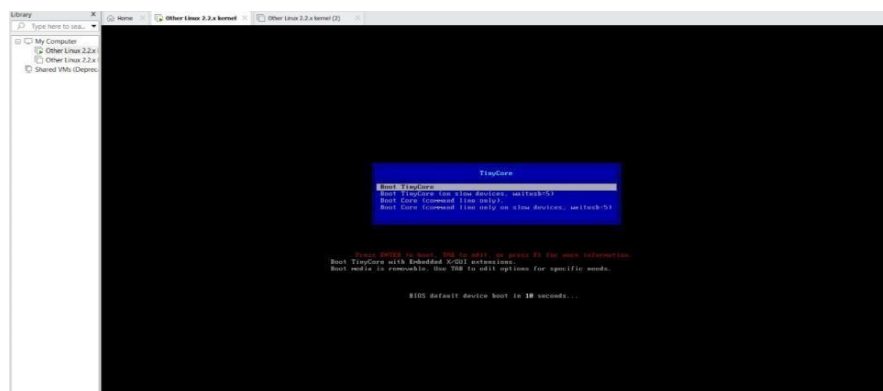 Library
Home
Other Linux 2.2.x kernel
Other Linux 2.2.x kernel (2)
Type here to sea...
My Computer
Other Linux 2.2.x
Other Linux 2.2.x
Shared VMs (Deprec
TinyCore
Boot TinyCore
Boot TinyCore (on slow devices, waitusb=5)
Boot Core (command line only).
Boot Core (command line only on slow devices, waitusb=5)
Press ENTER to boot, TAB to edit, or press F1 for more information.
Boot TinyCore with Embedded X/GUI extensions.
Boot media is removable. Use TAB to edit options for specific needs.
BIOS default device boot in 10 seconds...